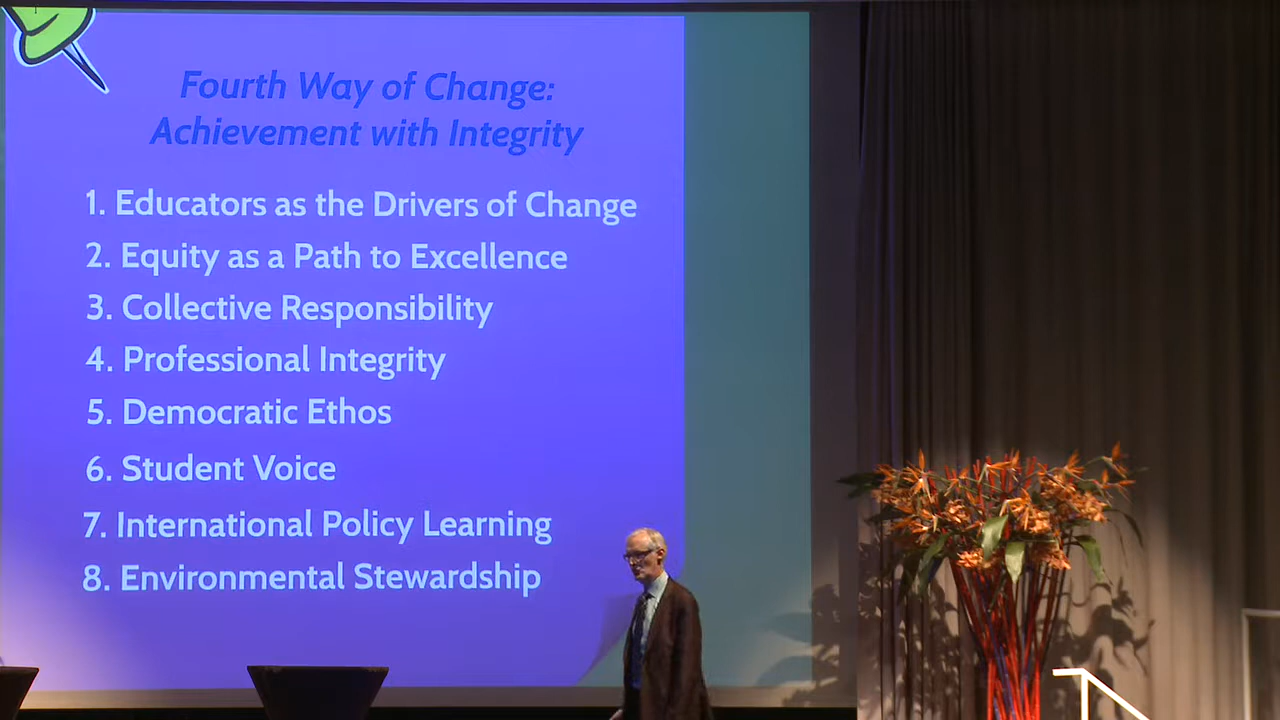 Fourth Way of Change:
Achievement with Integrity
1. Educators as the Drivers of Change
2. Equity as a Path to Excellence
3. Collective Responsibility
4. Professional Integrity
5. Democratic Ethos
6. Student Voice
7. International Policy Learning
8. Environmental Stewardship